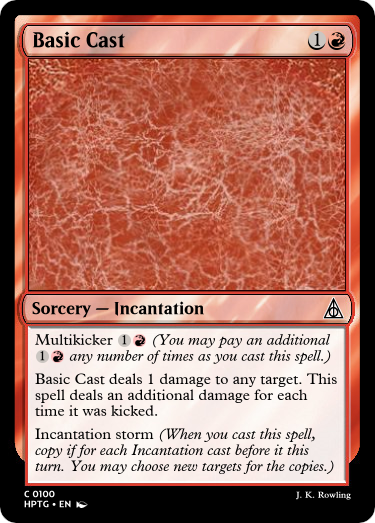 Basic Cast 1
Sorcery — Incantation
Multikicker 1 (You may pay an additional
1 any number of times as you cast this spell.)
Basic Cast deals 1 damage to any target. This
spell deals an additional damage for each
time it was kicked.
Incantation storm (When you cast this spell,
copy if for each Incantation cast before it this
turn. You may choose new targets for the copies.)
C 0100
HPTG • EN
J. K. Rowling